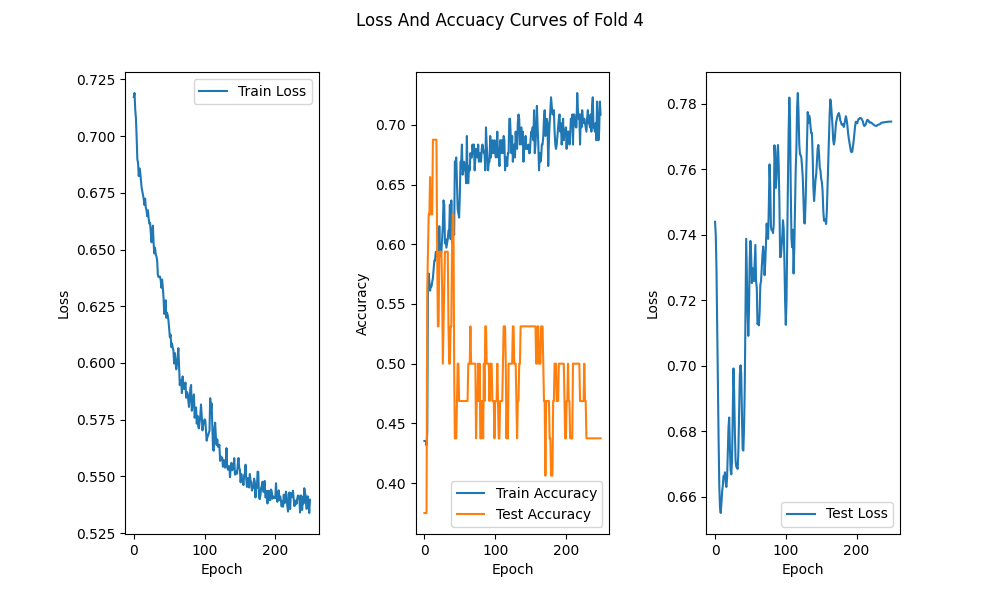 Loss And Accuacy Curves of Fold 4
0.725
0.700
0.675
0.650
0.625
0.600
0.575
0.550
0.525
Loss
0 100 200
Epoch
Train Loss
0.70
0.65
0.60
0.55
0.50
0.45
0.40
Accuracy
0 100 200
Epoch
Train Accuracy
Test Accuracy
0.78
0.76
0.74
0.72
0.70
0.68
0.66
Loss
0 100 200
Epoch
Test Loss